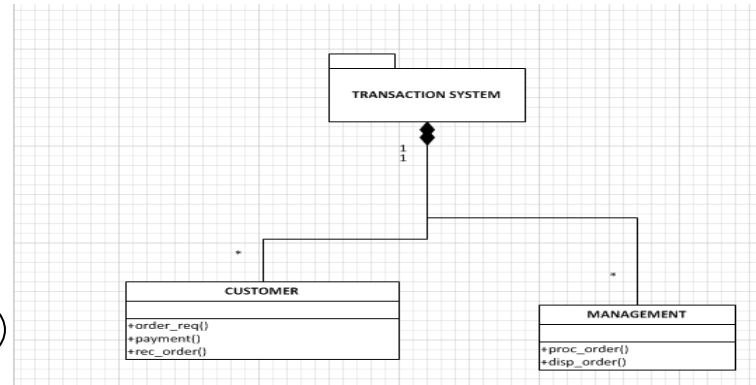 TRANSACTION SYSTEM
1
1
*
*
CUSTOMER
+order_req()
+payment()
+rec_order()
MANAGEMENT
+proc_order()
+disp_order()